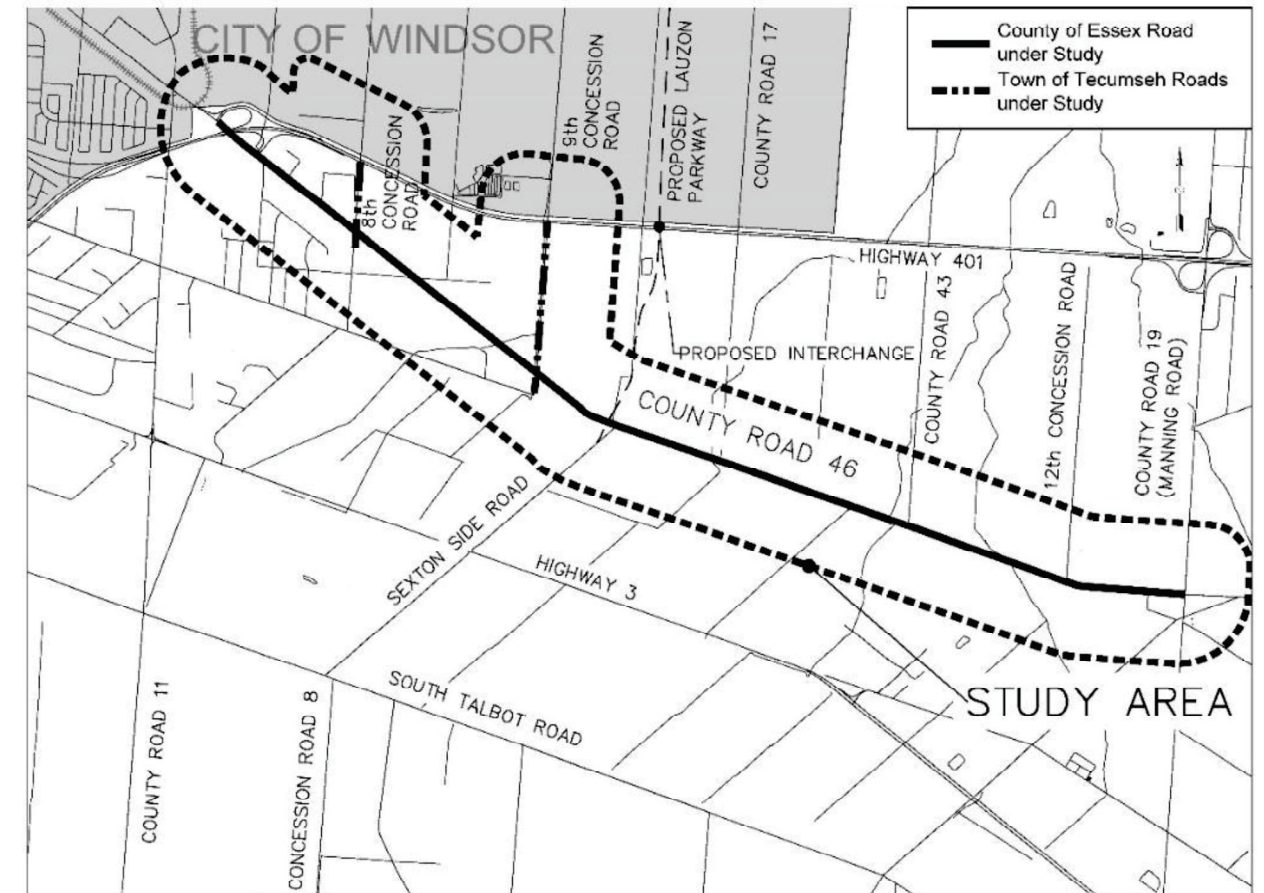 CITY OF WINDSOR
County of Essex Road
under Study
Town of Tecumseh Roads
under Study
8th
CONCESSION
ROAD
9th
CONCESSION
ROAD
PROPOSED LAUZON
PARKWAY
COUNTY ROAD 17
HIGHWAY 401
PROPOSED INTERCHANGE
COUNTY ROAD 43
12th CONCESSION ROAD
COUNTY ROAD 19
(MANNING ROAD)
COUNTY ROAD 46
SEXTON SIDE ROAD
HIGHWAY 3
SOUTH TALBOT ROAD
STUDY AREA
COUNTY ROAD 11
CONCESSION ROAD 8